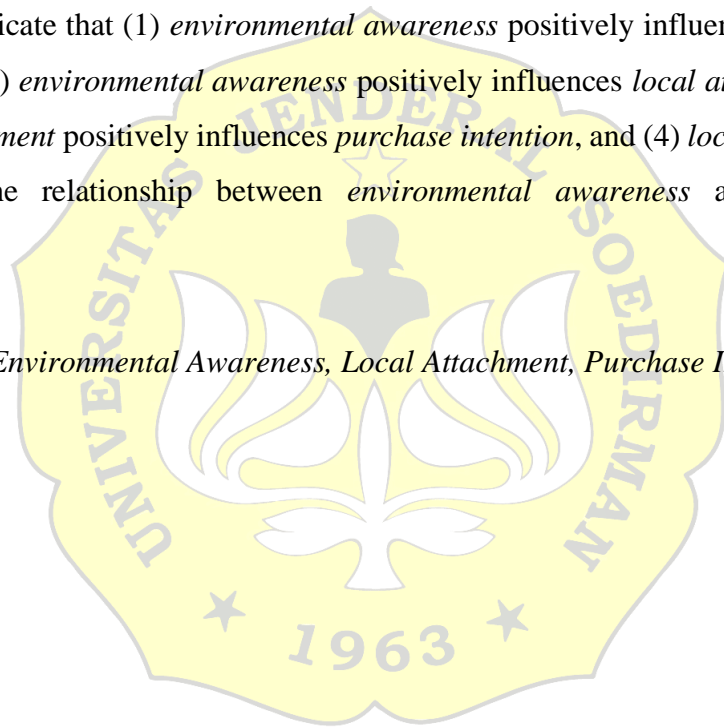 icate that (1) environmental awareness positively influen
) environmental awareness positively influences local a
ment positively influences purchase intention, and (4) loc
e relationship between environmental awareness a
Environmental Awareness, Local Attachment, Purchase I
UNIVERSITAS JENDERAL SOEDIRMAN
1963